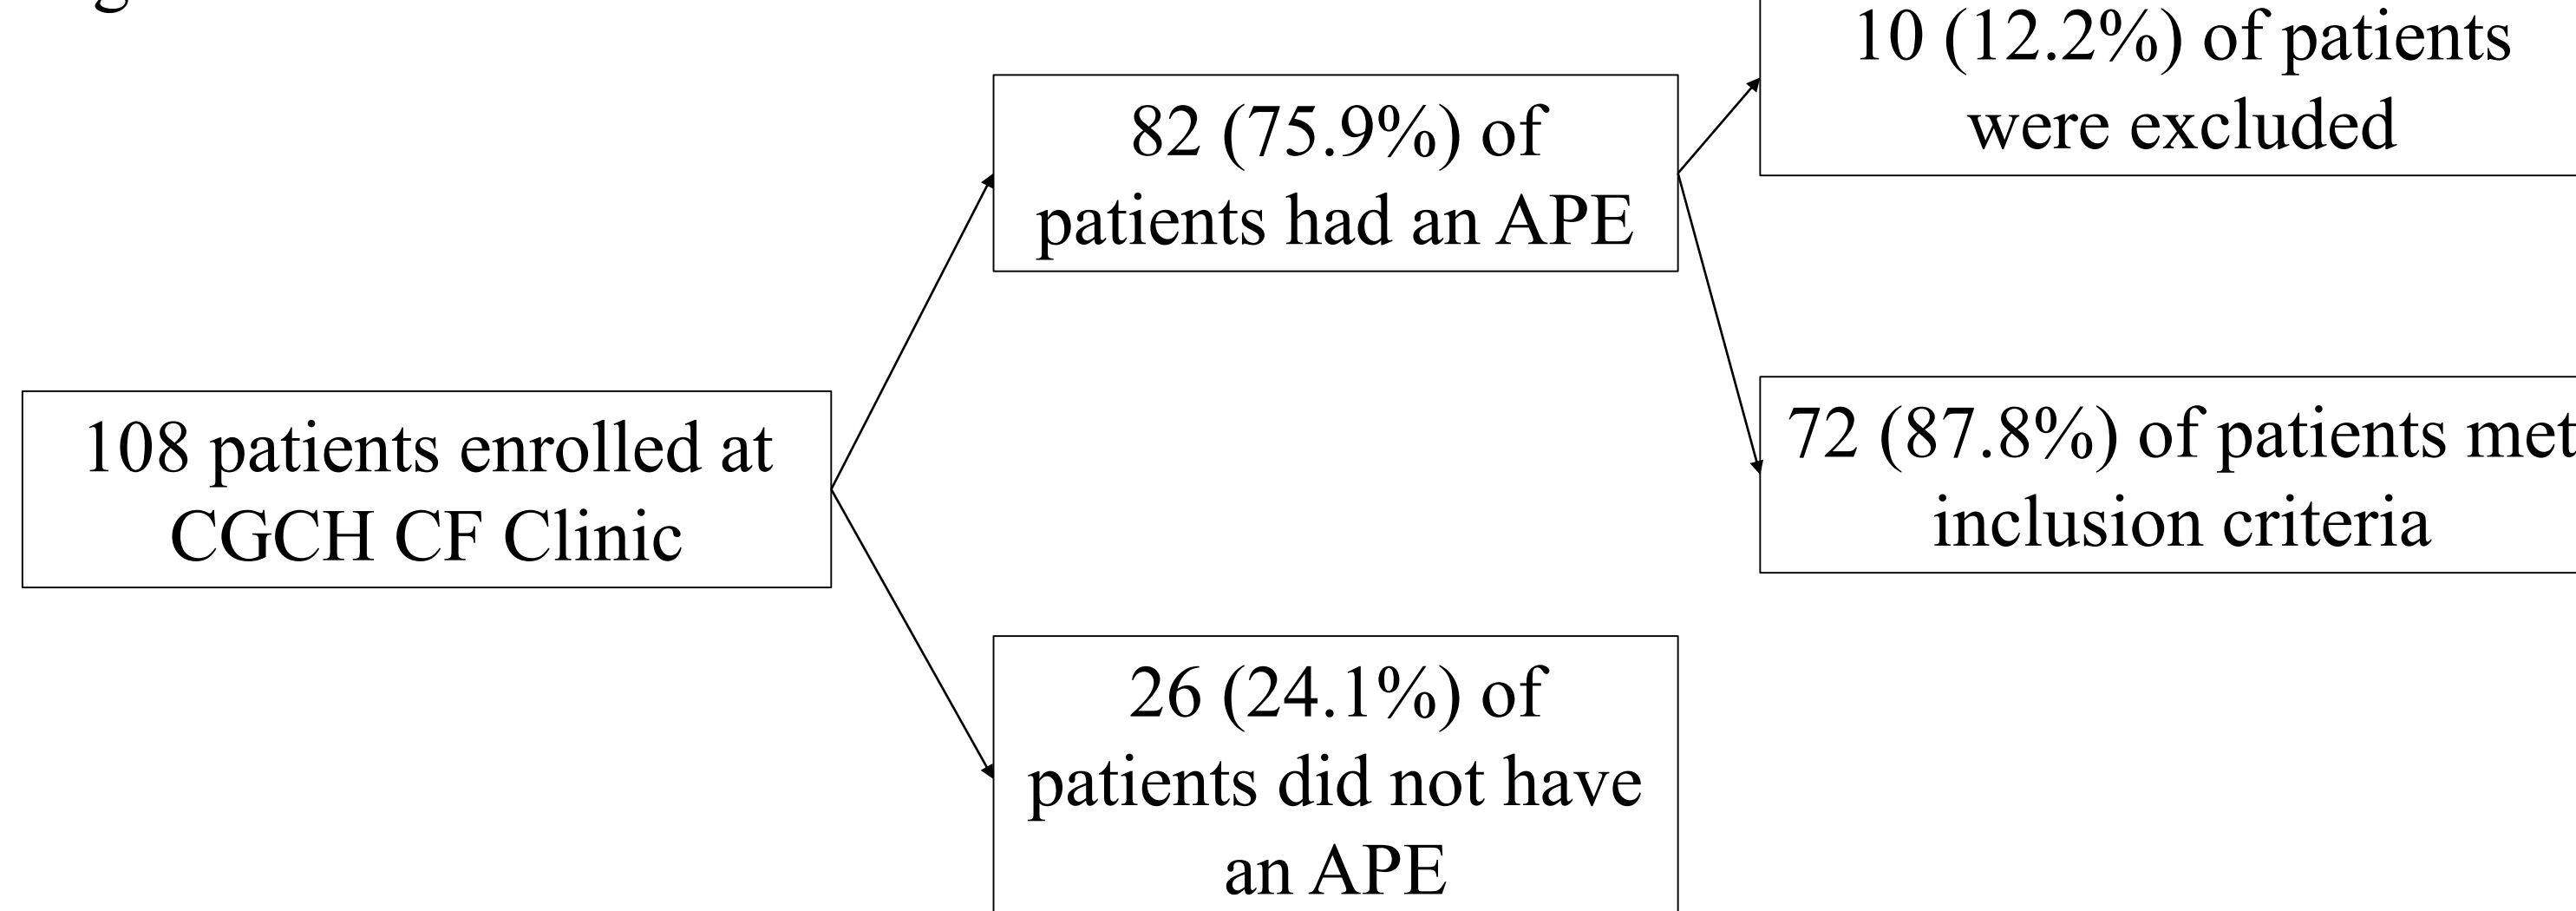 108 patients enrolled at
CGCH CF Clinic
82 (75.9%) of
patients had an APE
26 (24.1%) of
patients did not have
an APE
10 (12.2%) of patients
were excluded
72 (87.8%) of patients met
inclusion criteria